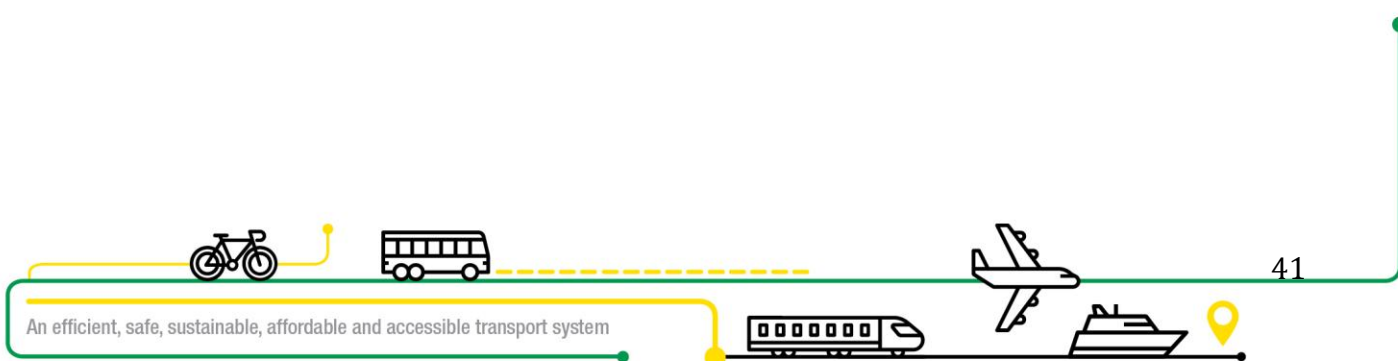 41
An efficient, safe, sustainable, affordable and accessible transport system